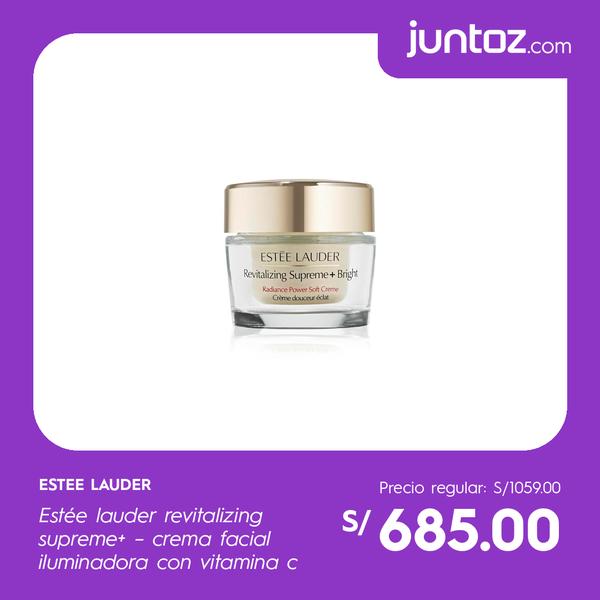 juntoz.com
ESTĒE LAUDER
Revitalizing Supreme+ Bright
Radiance Power Soft Creme
Crème douceur éclat
ESTEE LAUDER
Estée lauder revitalizing
supreme+ - crema facial
iluminadora con vitamina c
Precio regular: S/1059.00
S/ 685.00